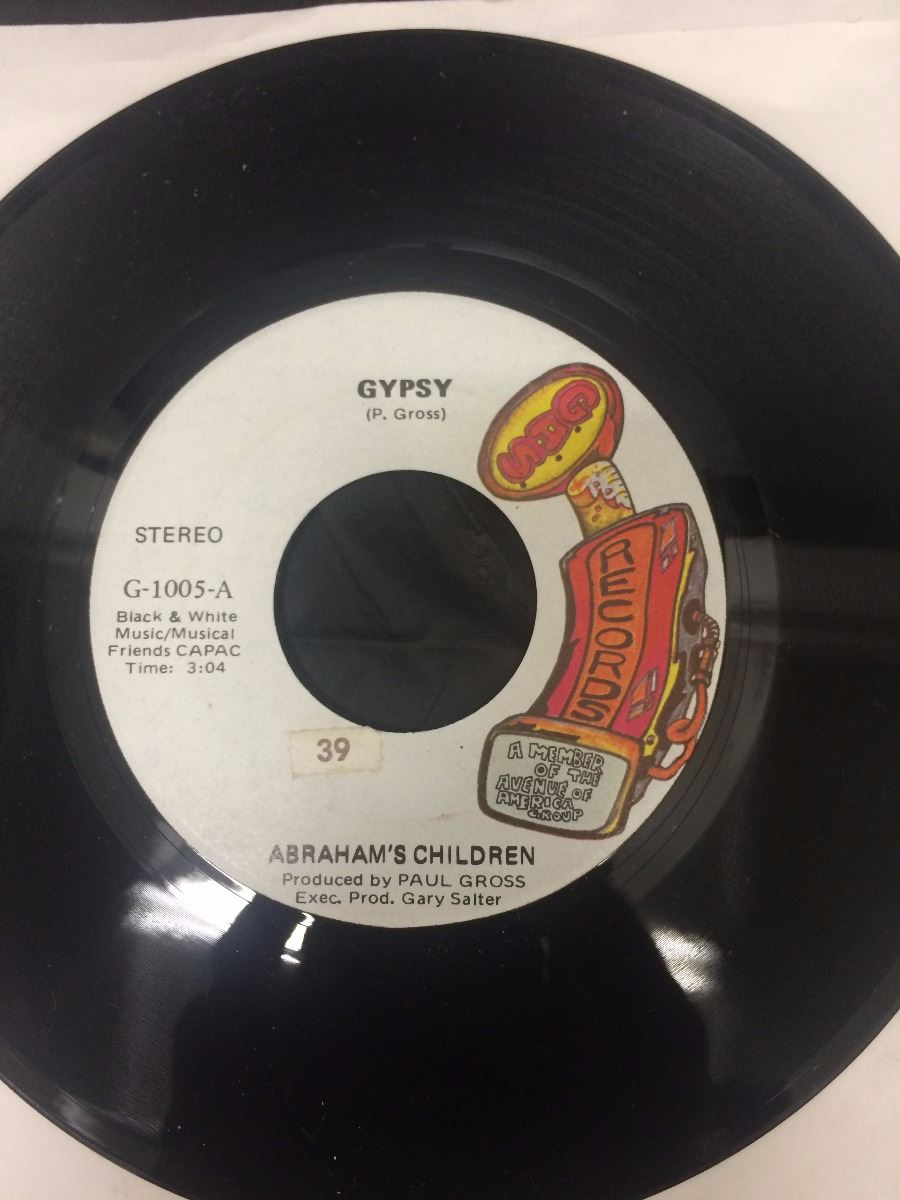 GYPSY
(P. Gross)
GAS
RECORDS
STEREO
G-1005-A
Black & White
Music/Musical
Friends CAPAC
Time: 3:04
39
A MEMBER
OF THE
AVENUE OF
AMERICA
GROUP
ABRAHAM'S CHILDREN
Produced by PAUL GROSS
Exec. Prod. Gary Salter